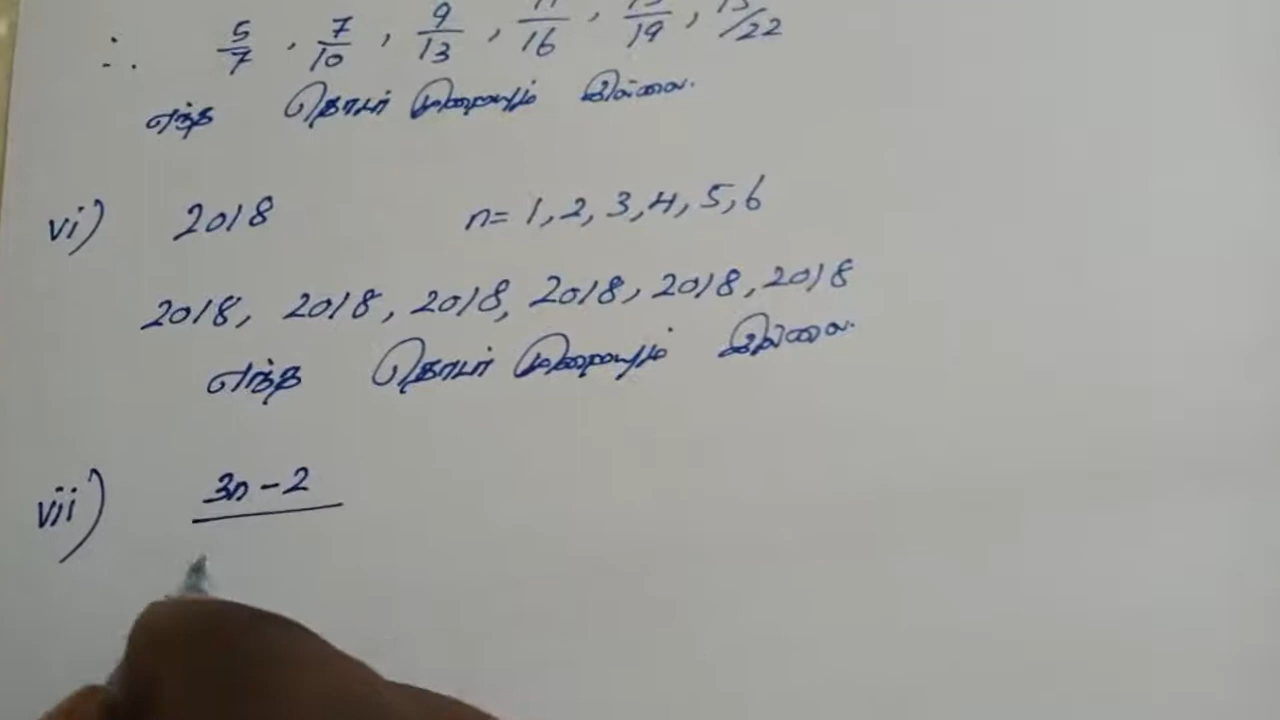 ∴ 5/7, 7/10, 9/13, 11/16, /19, /22
எந்த தொடர் முறையும் இல்லை.
vi) 2018 n= 1,2,3,4,5,6
2018, 2018, 2018, 2018, 2018, 2018
எந்த தொடர் முறையும் இல்லை.
vii) 3n-2